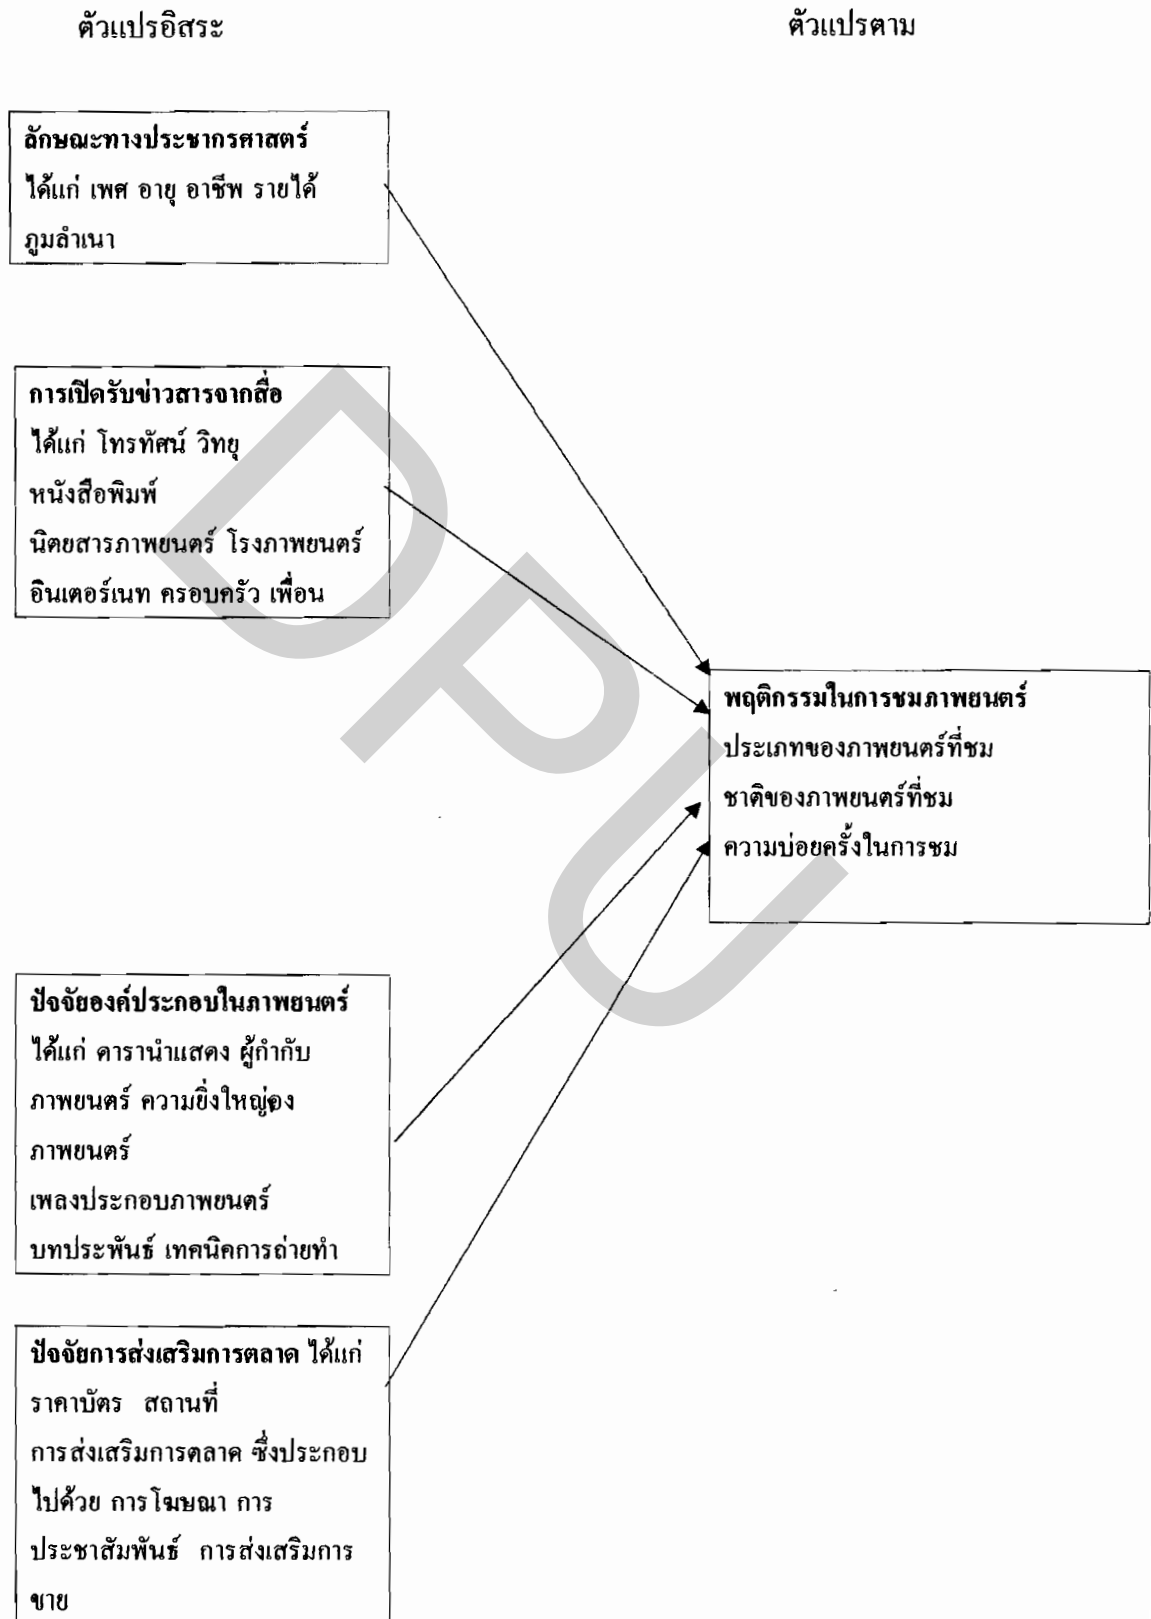 ตัวแปรอิสระ
ตัวแปรตาม
ลักษณะทางประชากรศาสตร์
ได้แก่ เพศ อายุ อาชีพ รายได้
ภูมลำเนา
การเปิดรับข่าวสารจากสื่อ
ได้แก่ โทรทัศน์ วิทยุ
หนังสือพิมพ์
นิตยสารภาพยนตร์ โรงภาพยนตร์
อินเตอร์เนท ครอบครัว เพื่อน
พฤติกรรมในการชมภาพยนตร์
ประเภทของภาพยนตร์ที่ชม
ชาติของภาพยนตร์ที่ชม
ความบ่อยครั้งในการชม
ปัจจัยองค์ประกอบในภาพยนตร์
ได้แก่ ดารานำแสดง ผู้กำกับ
ภาพยนตร์ ความยิ่งใหญ่ของ
ภาพยนตร์
เพลงประกอบภาพยนตร์
บทประพันธ์ เทคนิคการถ่ายทำ
ปัจจัยการส่งเสริมการตลาด ได้แก่
ราคาบัตร สถานที่
การส่งเสริมการตลาด ซึ่งประกอบ
ไปด้วย การโฆษณา การ
ประชาสัมพันธ์ การส่งเสริมการ
ขาย
DPU